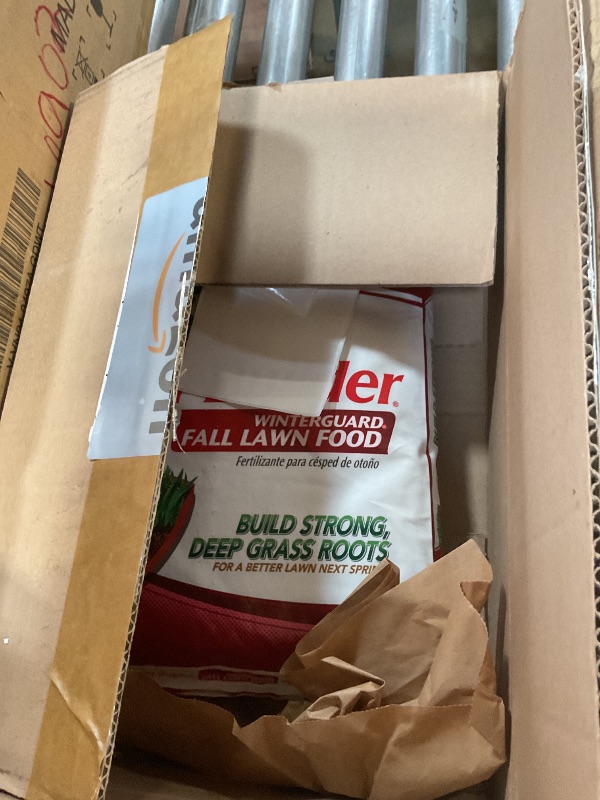 amazon
ler
WINTERGUARD®
FALL LAWN FOOD
Fertilizante para césped de otoño
BUILD STRONG,
DEEP GRASS ROOTS
FOR A BETTER LAWN NEXT SPRI